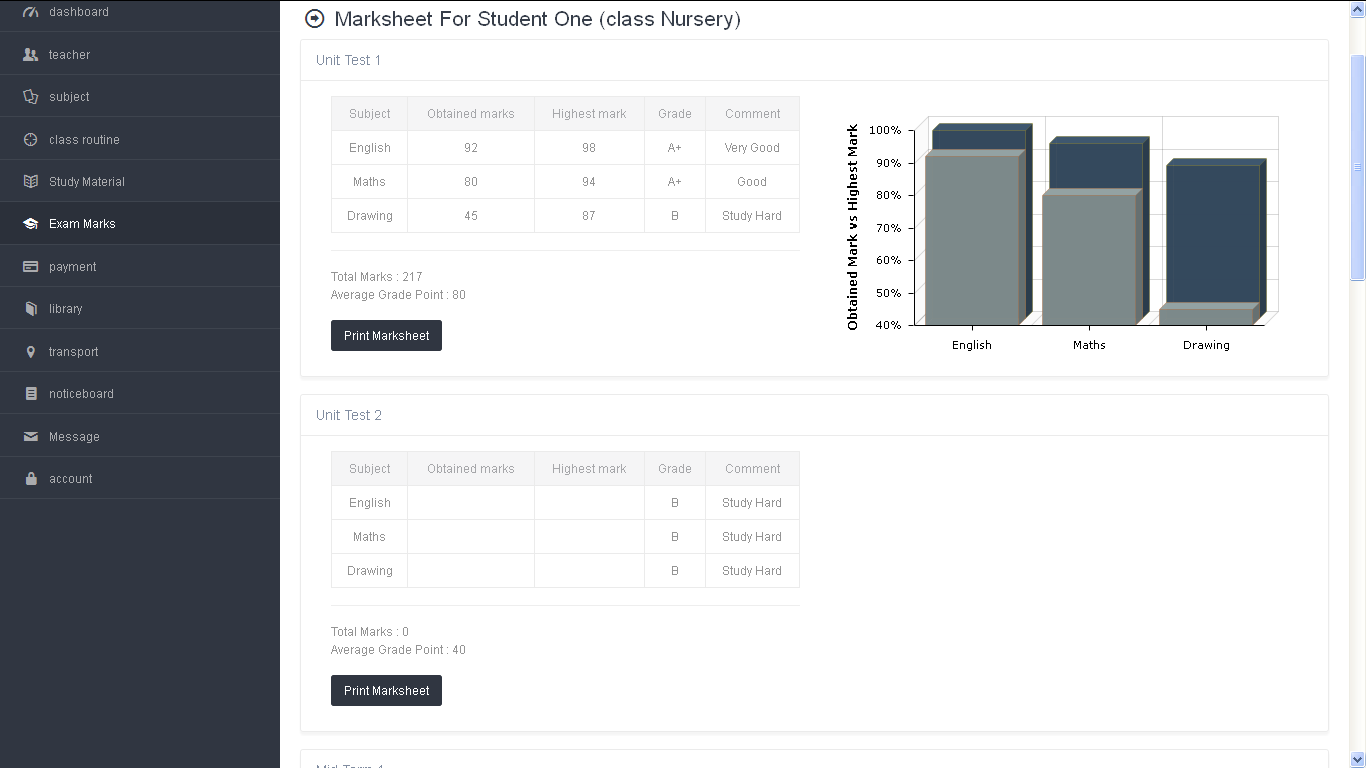 dashboard
teacher
subject
class routine
Study Material
Exam Marks
payment
library
transport
noticeboard
Message
account
Marksheet For Student One (class Nursery)
Unit Test 1
Subject Obtained marks Highest mark Grade Comment
English 92 98 A+ Very Good
Maths 80 94 A+ Good
Drawing 45 87 B Study Hard
Total Marks : 217
Average Grade Point : 80
Print Marksheet
Obtained Mark vs Highest Mark
100%
90%
80%
70%
60%
50%
40%
English Maths Drawing
Unit Test 2
Subject Obtained marks Highest mark Grade Comment
English B Study Hard
Maths B Study Hard
Drawing B Study Hard
Total Marks : 0
Average Grade Point : 40
Print Marksheet